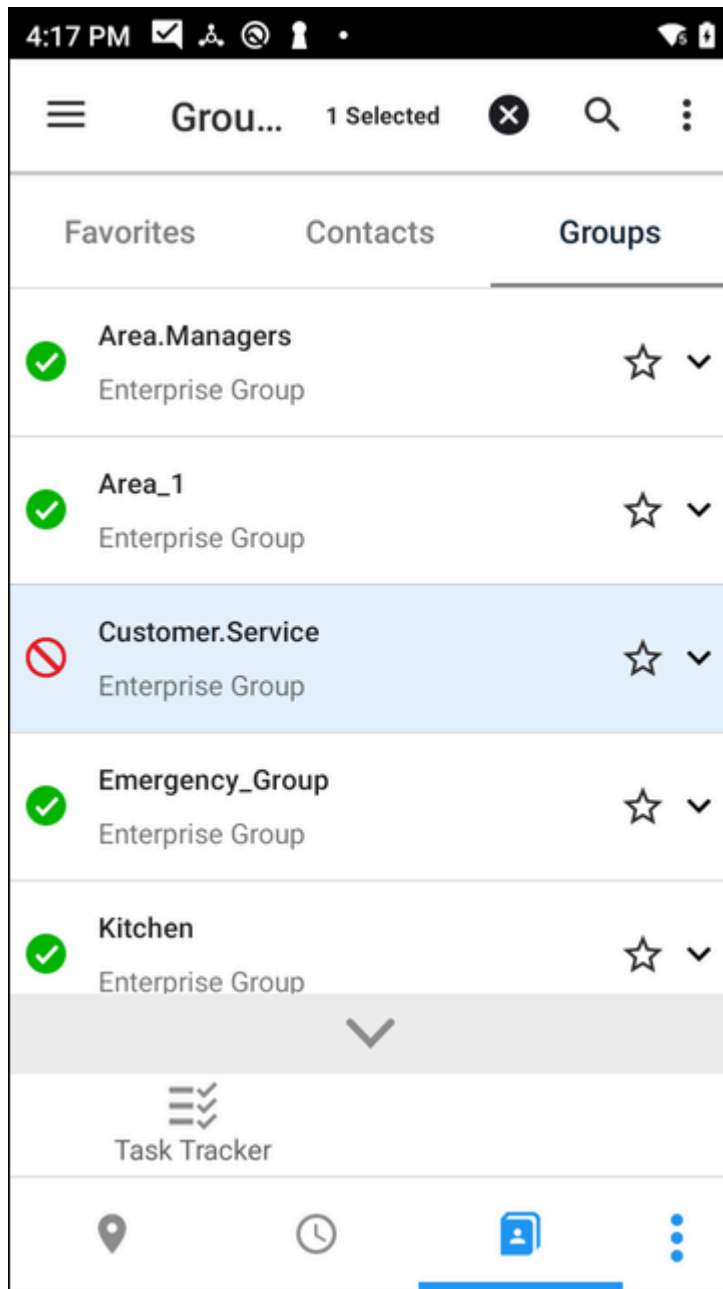 4:17 PM
Grou... 1 Selected
Favorites Contacts Groups
Area.Managers
Enterprise Group
Area_1
Enterprise Group
Customer.Service
Enterprise Group
Emergency_Group
Enterprise Group
Kitchen
Enterprise Group
Task Tracker